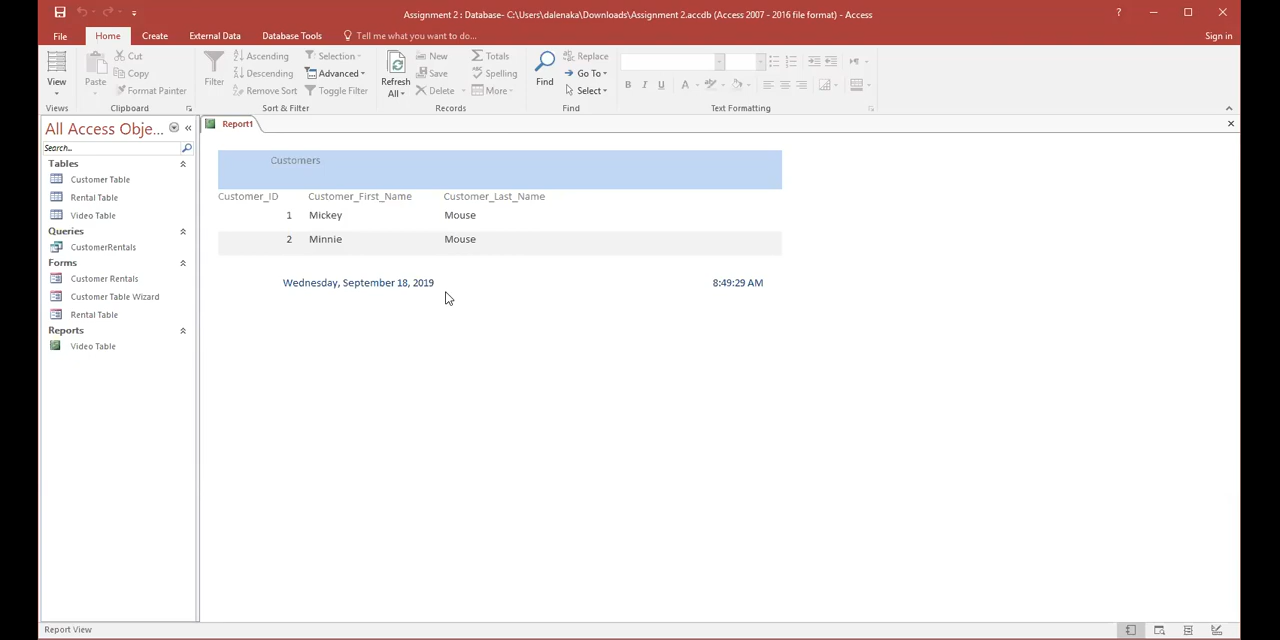 Assignment 2 : Database- C:\Users\dalenaka\Downloads\Assignment 2.accdb (Access 2007 - 2016 file format) - Access
?
File Home Create External Data Database Tools Tell me what you want to do... Sign in
View
Views
Paste
Cut
Copy
Format Painter
Clipboard
Filter
Ascending
Descending
Remove Sort
Selection
Advanced
Toggle Filter
Sort & Filter
Refresh
All
New
Save
Delete
Totals
Spelling
More
Records
Find
Replace
Go To
Select
Find
B I U A
Text Formatting
All Access Obje...
Search...
Tables
Customer Table
Rental Table
Video Table
Queries
CustomerRentals
Forms
Customer Rentals
Customer Table Wizard
Rental Table
Reports
Video Table
Report1
Customers
Customer_ID Customer_First_Name Customer_Last_Name
1 Mickey Mouse
2 Minnie Mouse
Wednesday, September 18, 2019 8:49:29 AM
Report View